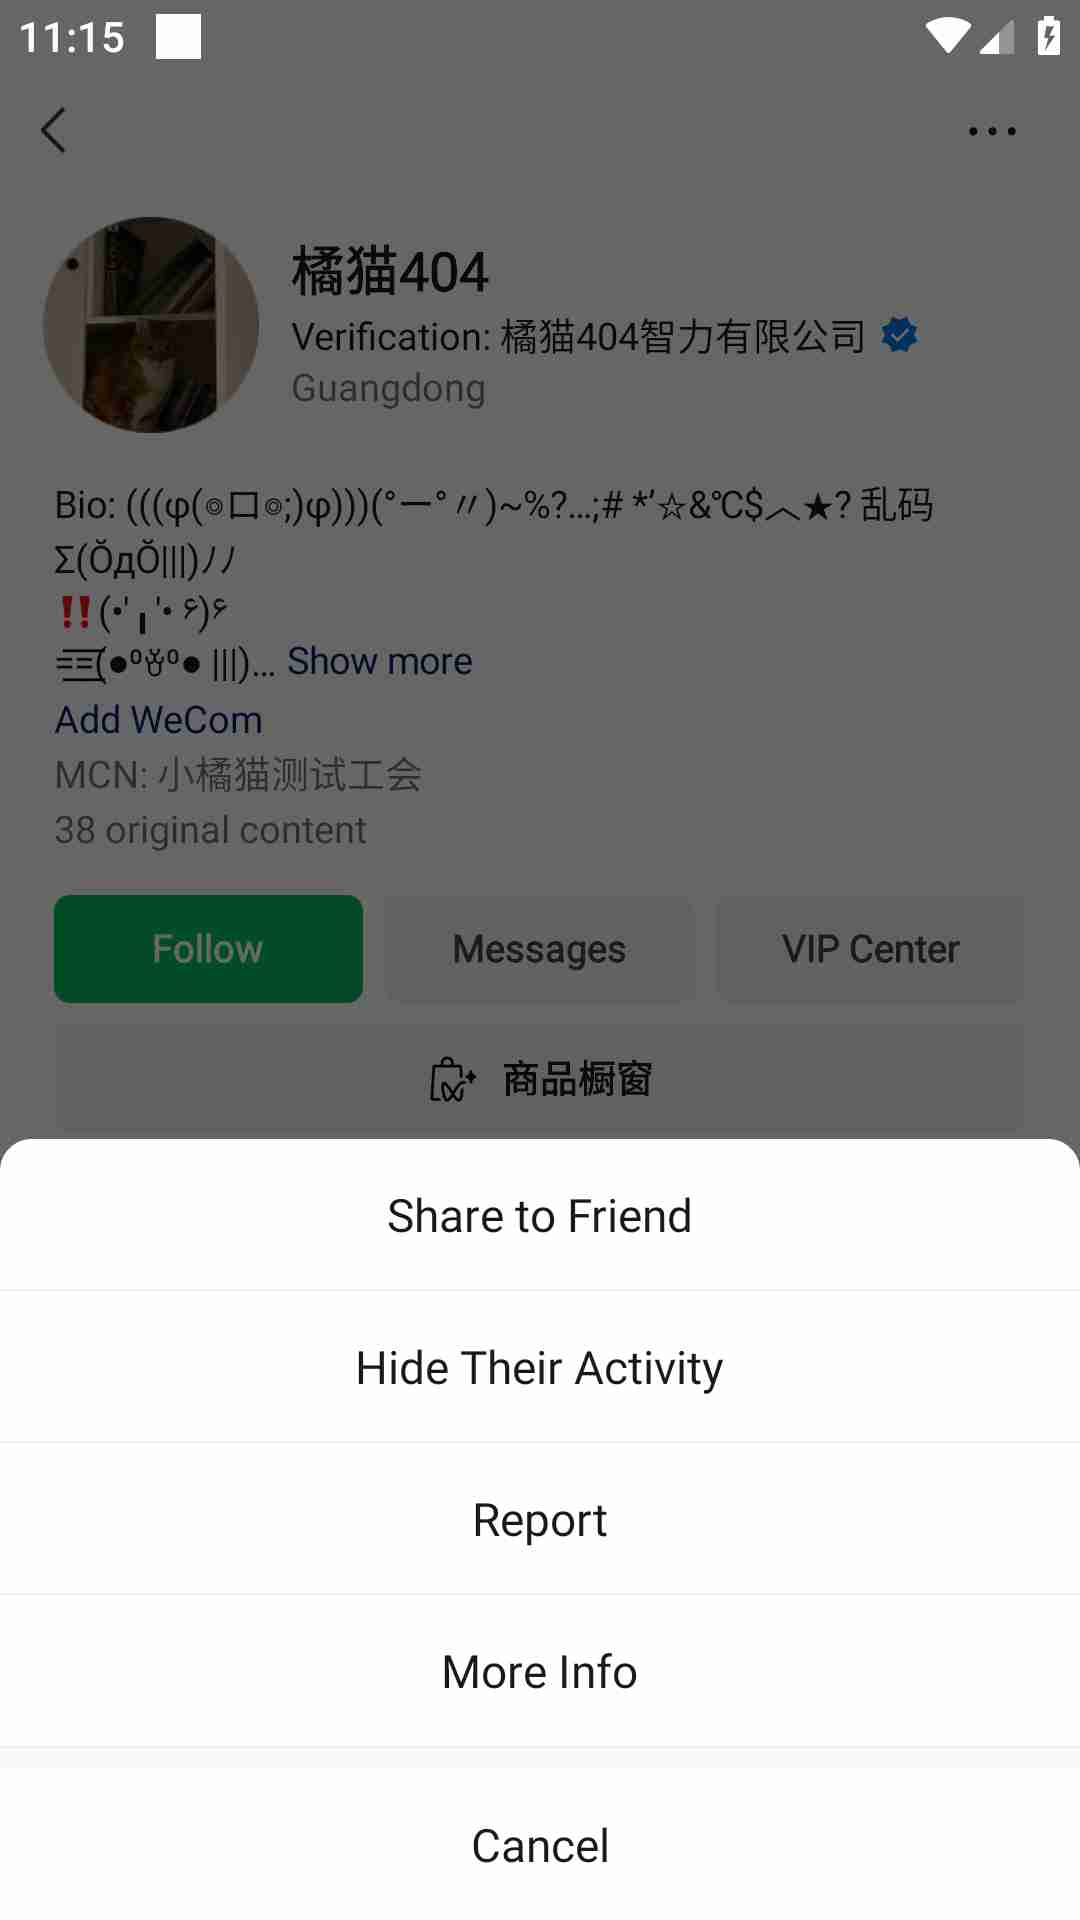 11:15
橘猫404
Verification: 橘猫404智力有限公司
Guangdong
Bio: (((φ(⊚ロ⊚;)φ)))(°ー°〃)~%?…;# *’☆&℃$︿★? 乱码
Σ(ŎдŎ|||)ﾉﾉ
Show more
Add WeCom
MCN: 小橘猫测试工会
38 original content
Follow
Messages
VIP Center
商品橱窗
Share to Friend
Hide Their Activity
Report
More Info
Cancel